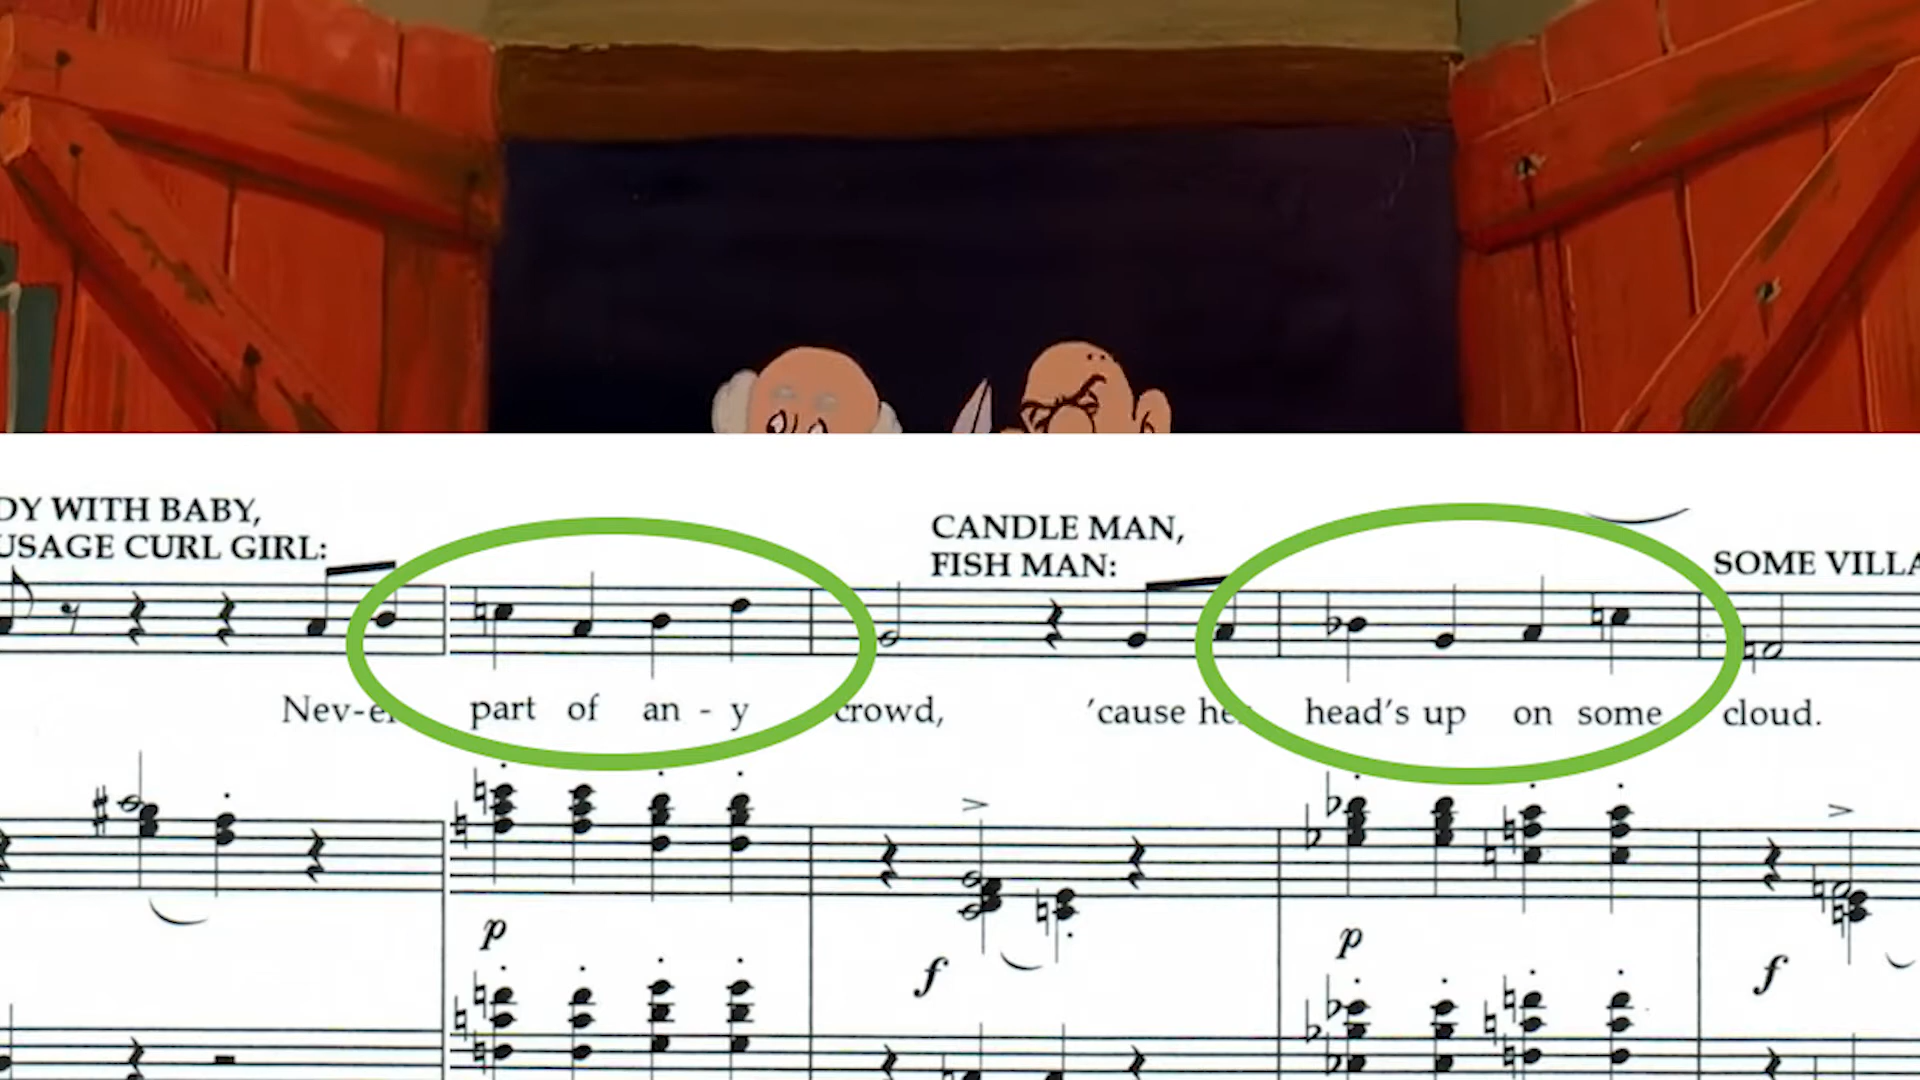 DY WITH BABY,
USAGE CURL GIRL:
CANDLE MAN,
FISH MAN:
SOME VILLA
Nev-er part of an - y crowd, 'cause her head's up on some cloud.
p
f
p
f